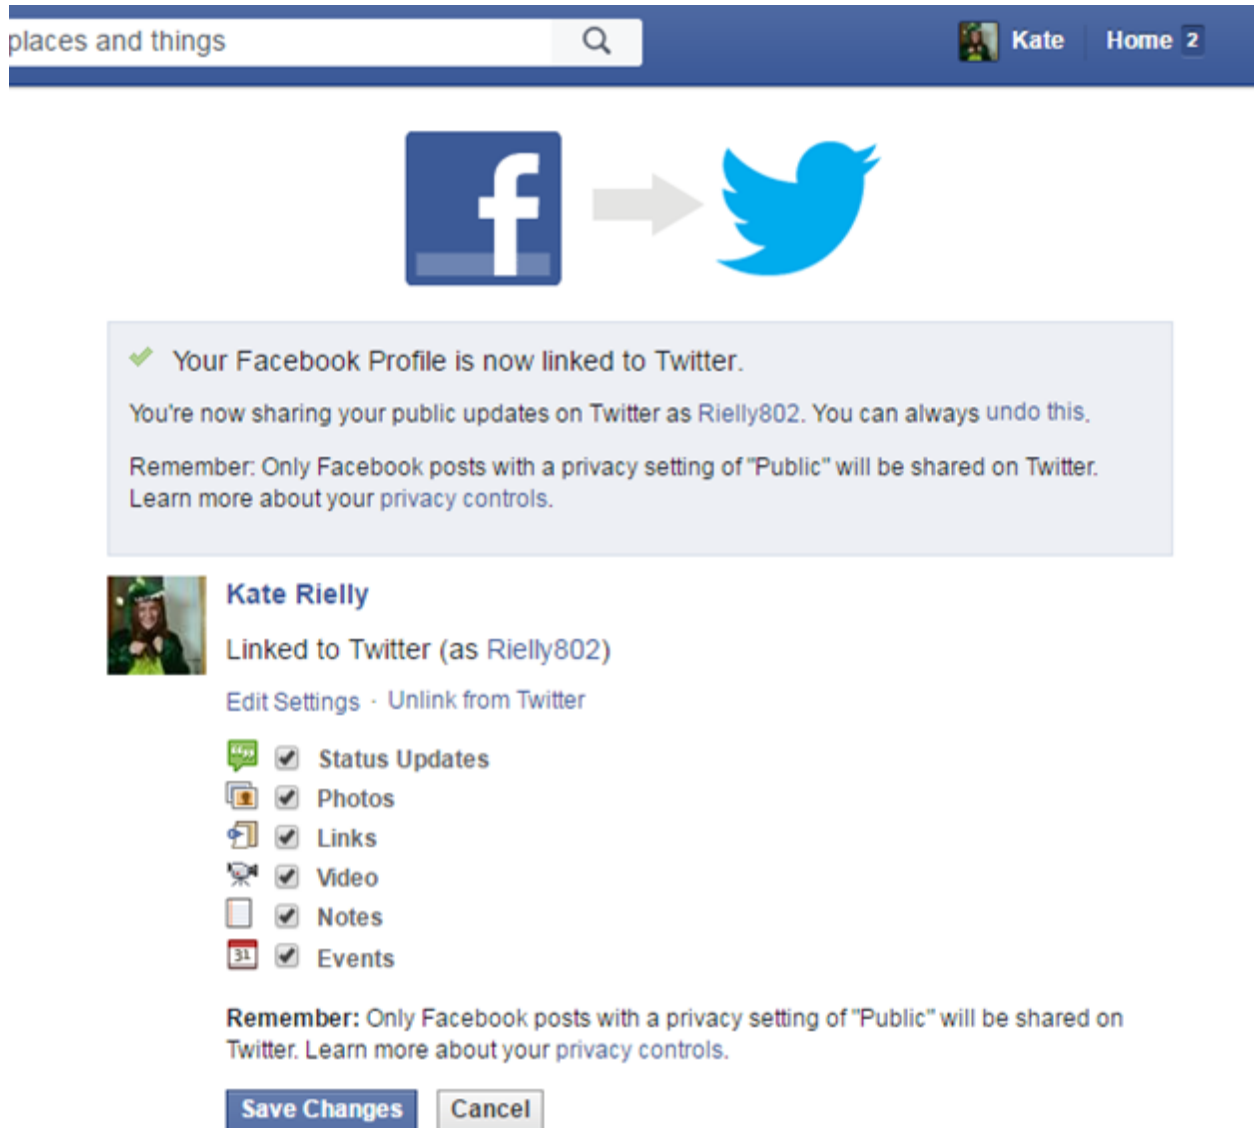 places and things
Kate Home 2
f
Your Facebook Profile is now linked to Twitter.
You're now sharing your public updates on Twitter as Rielly802. You can always undo this.
Remember: Only Facebook posts with a privacy setting of "Public" will be shared on Twitter.
Learn more about your privacy controls.
Kate Rielly
Linked to Twitter (as Rielly802)
Edit Settings · Unlink from Twitter
Status Updates
Photos
Links
Video
Notes
31 Events
Remember: Only Facebook posts with a privacy setting of "Public" will be shared on
Twitter. Learn more about your privacy controls.
Save Changes Cancel